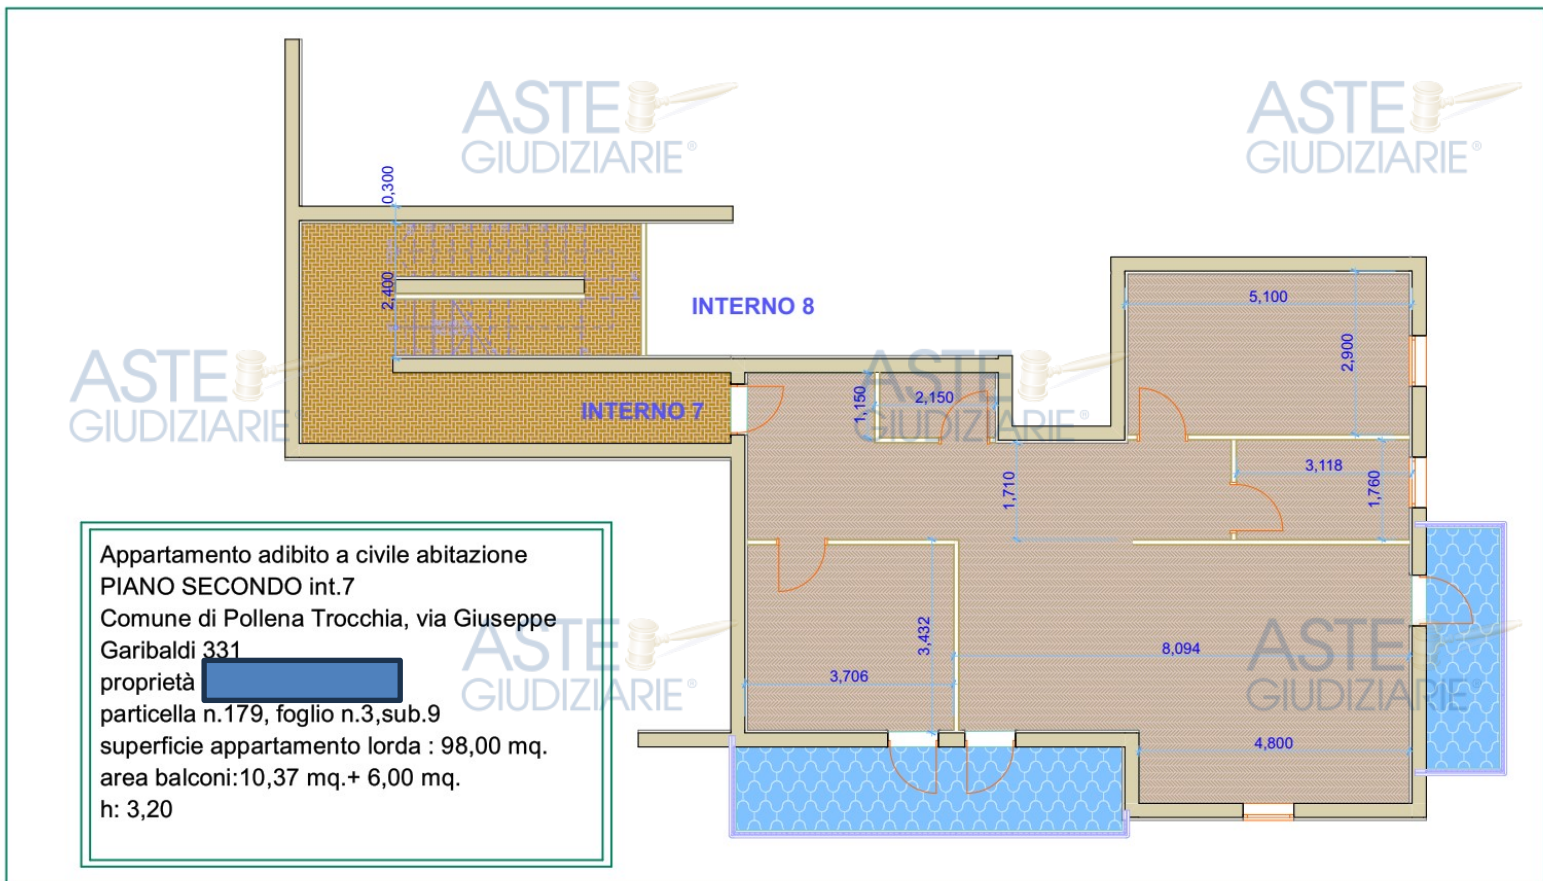 ASTE
GIUDIZIARIE®
ASTE
GIUDIZIARIE®
0,300
2,400
INTERNO 8
5,100
2,900
ASTE
GIUDIZIARIE
ASTE
GIUDIZIARIE®
1,150
2,150
INTERNO 7
1,710
3,118
1,760
Appartamento adibito a civile abitazione
PIANO SECONDO int.7
Comune di Pollena Trocchia, via Giuseppe
Garibaldi 331
proprietà
particella n.179, foglio n.3,sub.9
superficie appartamento lorda : 98,00 mq.
area balconi:10,37 mq.+ 6,00 mq.
h: 3,20
ASTE
GIUDIZIARIE®
ASTE
GIUDIZIARIE®
3,432
3,706
8,094
4,800